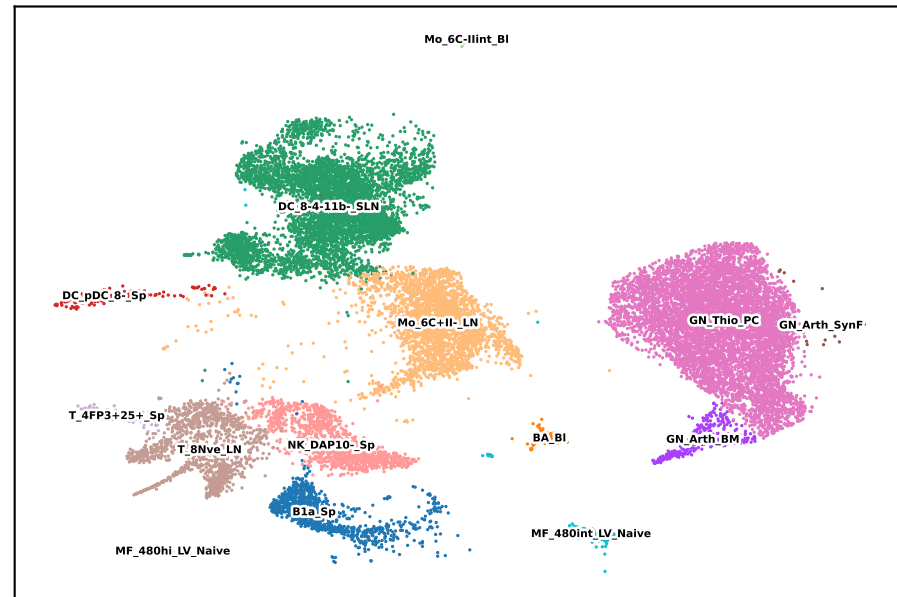 Mo_6C-IIint_Bl
DC_8-4-11b-_SLN
DC_pDC_8-_Sp
Mo_6C+II-_LN
GN_Thio_PC
GN_Arth_SynF
T_4FP3+25+_Sp
T_8Nve_LN
NK_DAP10-_Sp
BA_Bl
GN_Arth_BM
B1a_Sp
MF_480int_LV_Naive
MF_480hi_LV_Naive